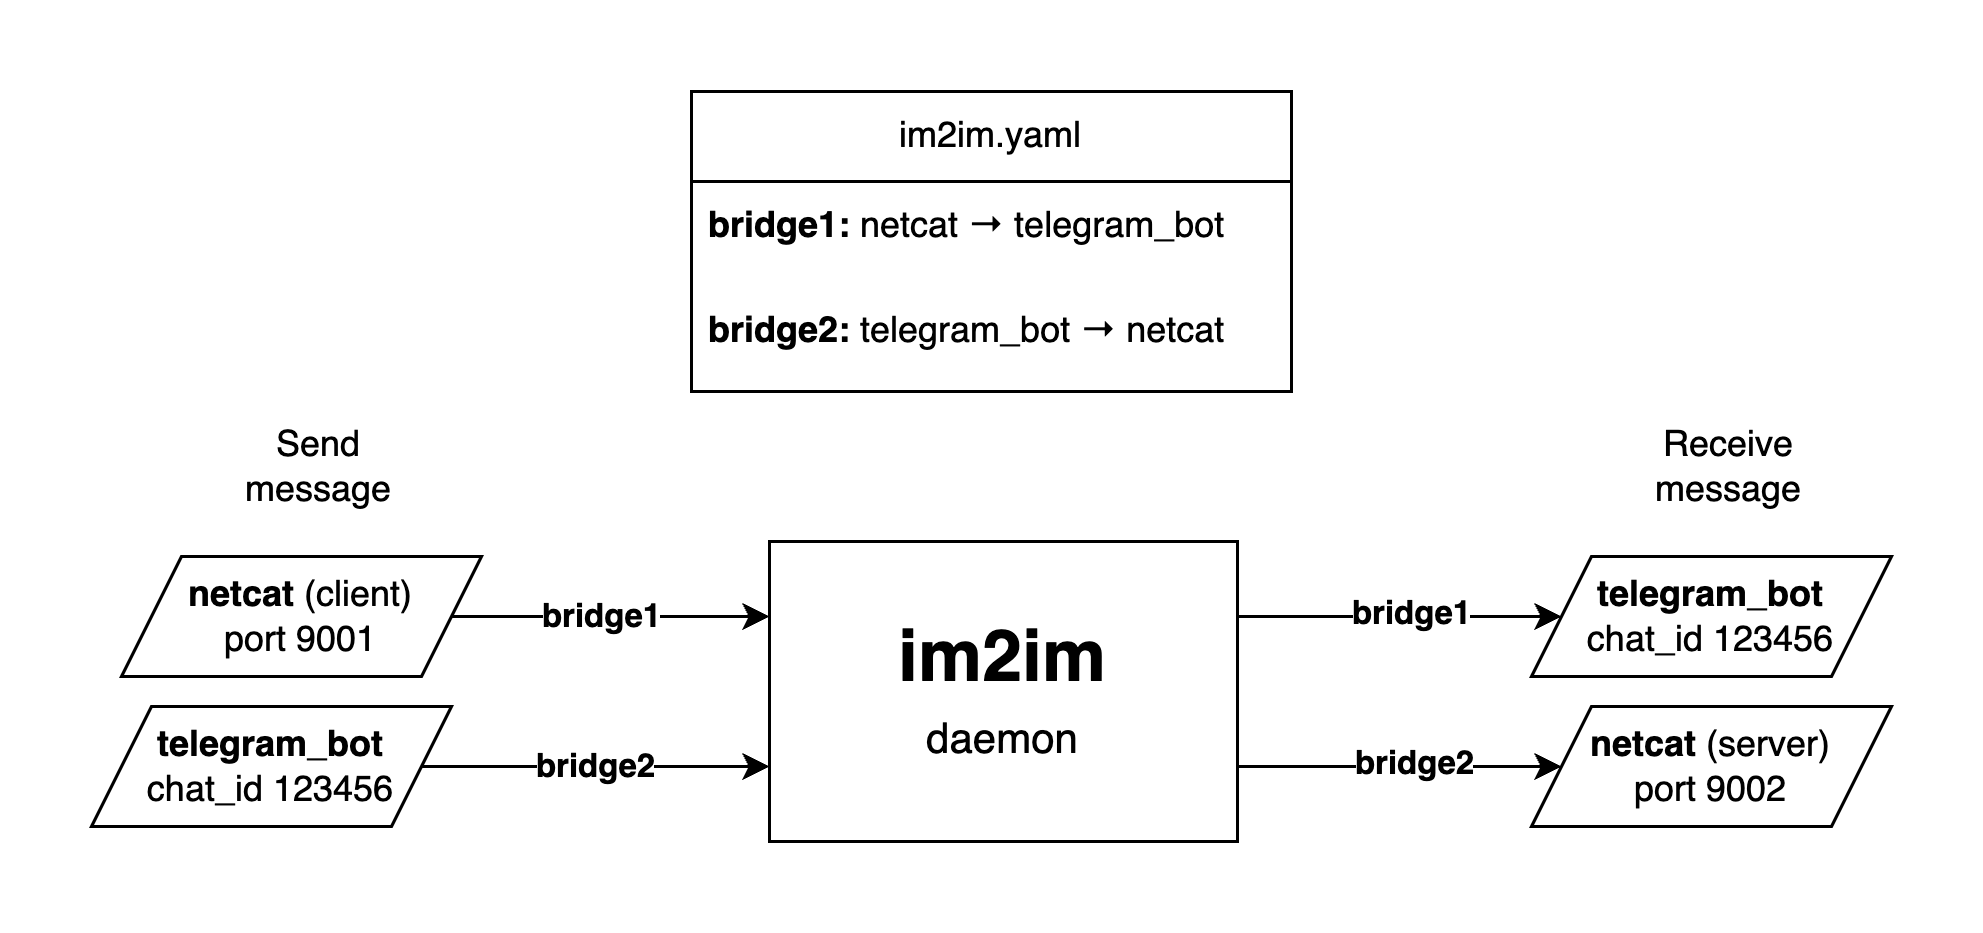 im2im.yaml
bridge1: netcat → telegram_bot
bridge2: telegram_bot → netcat
Send
message
Receive
message
netcat (client)
port 9001
bridge1
telegram_bot
chat_id 123456
bridge2
im2im
daemon
bridge1
telegram_bot
chat_id 123456
bridge2
netcat (server)
port 9002